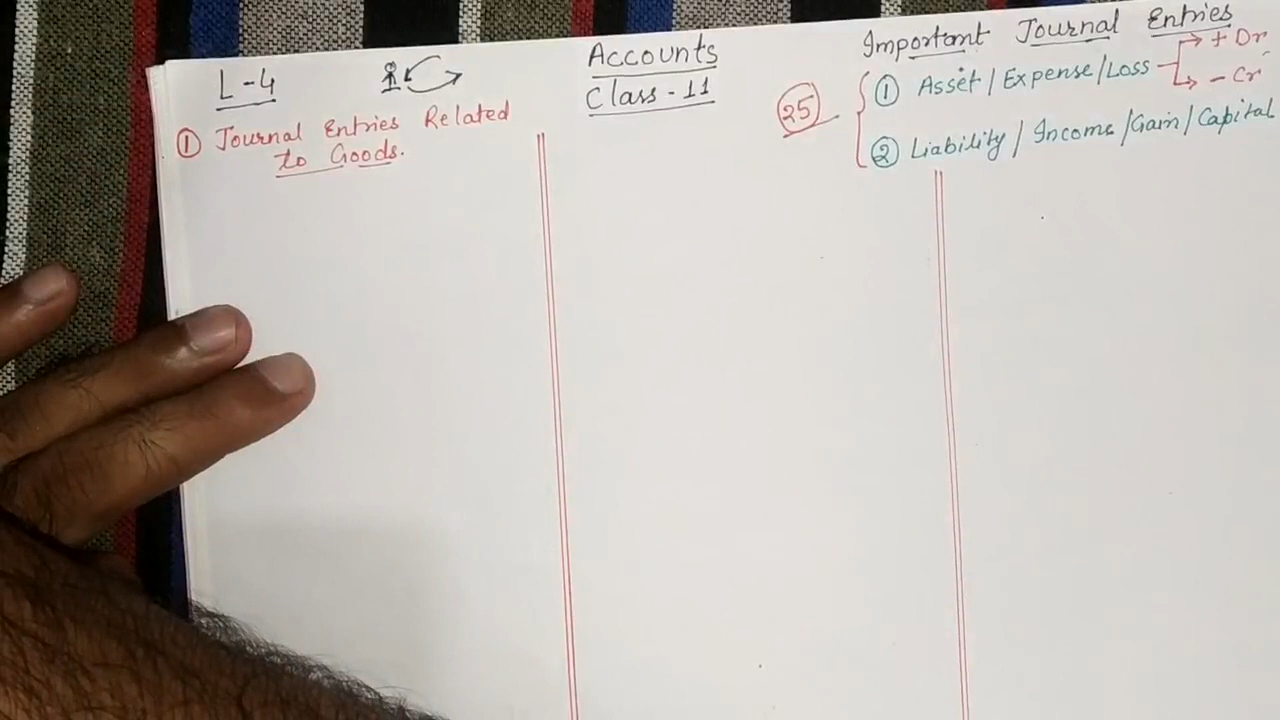 L-4
Accounts
Class-11
Important Journal Entries
25
① Asset/Expense/Loss
+ Dr
- Cr
② Liability/Income/Gain/Capital
① Journal Entries Related
to Goods.